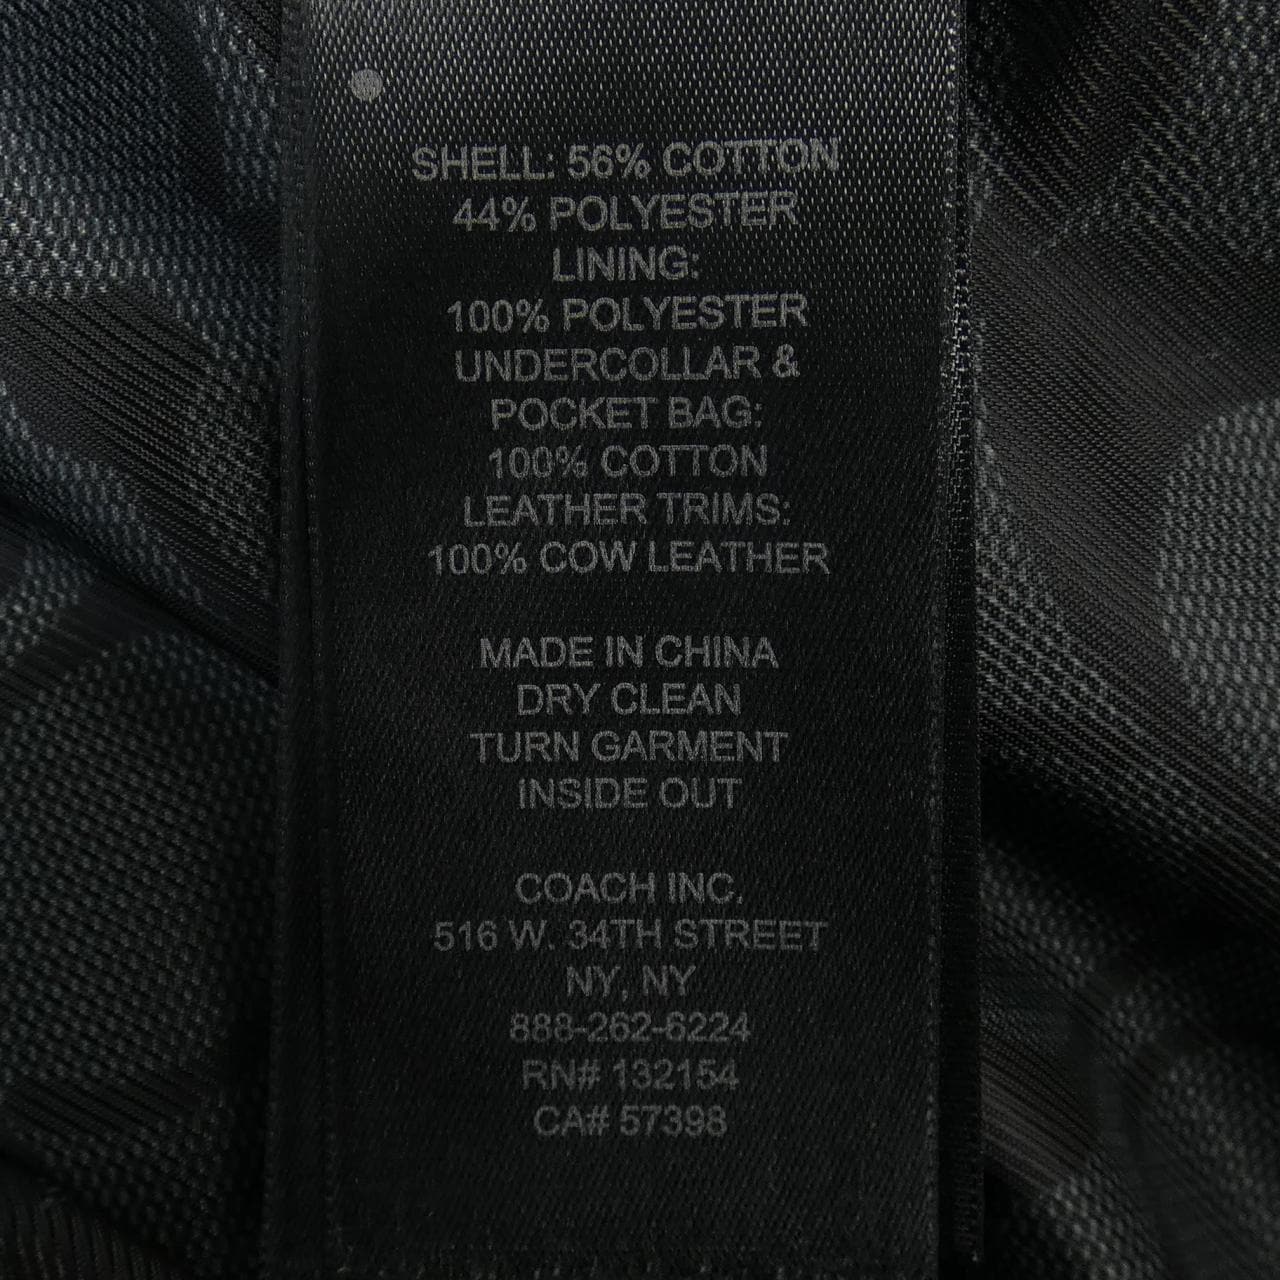 SHELL: 56% COTTON
44% POLYESTER
LINING:
100% POLYESTER
UNDERCOLLAR &
POCKET BAG:
100% COTTON
LEATHER TRIMS:
100% COW LEATHER
MADE IN CHINA
DRY CLEAN
TURN GARMENT
INSIDE OUT
COACH INC.
516 W. 34TH STREET
NY, NY
888-262-6224
RN# 132154
CA# 57398